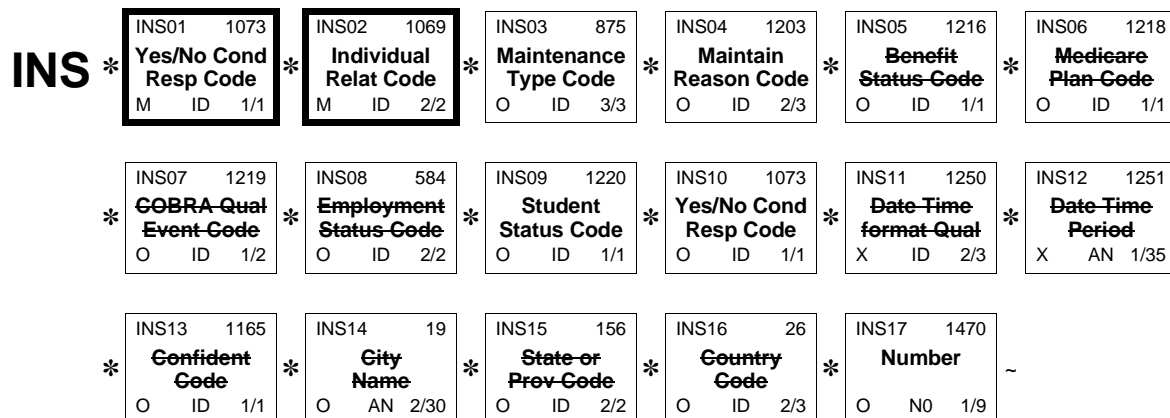 INS * INS01 1073 * INS02 1069 * INS03 875 * INS04 1203 * INS05 1216 * INS06 1218
Yes/No Cond Individual Maintenance Maintain Benefit Medicare
Resp Code Relat Code Type Code Reason Code Status Code Plan Code
M ID 1/1 M ID 2/2 O ID 3/3 O ID 2/3 O ID 1/1 O ID 1/1
* INS07 1219 * INS08 584 * INS09 1220 * INS10 1073 * INS11 1250 * INS12 1251
COBRA Qual Employment Student Yes/No Cond Date Time Date Time
Event Code Status Code Status Code Resp Code format Qual Period
O ID 1/2 O ID 2/2 O ID 1/1 O ID 1/1 X ID 2/3 X AN 1/35
* INS13 1165 * INS14 19 * INS15 156 * INS16 26 * INS17 1470 ~
Confident City State or Country Number
Code Name Prov Code Code
O ID 1/1 O AN 2/30 O ID 2/2 O ID 2/3 O N0 1/9